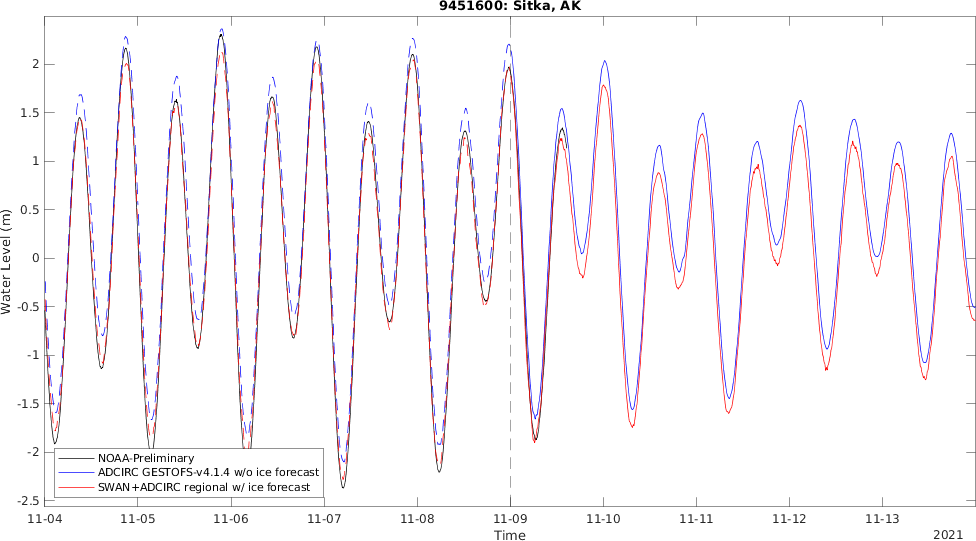 9451600: Sitka, AK
Water Level (m)
2
1.5
1
0.5
0
-0.5
-1
-1.5
-2
-2.5
NOAA-Preliminary
ADCIRC GESTOFS-v4.1.4 w/o ice forecast
SWAN+ADCIRC regional w/ ice forecast
11-04 11-05 11-06 11-07 11-08 11-09 11-10 11-11 11-12 11-13
Time
2021